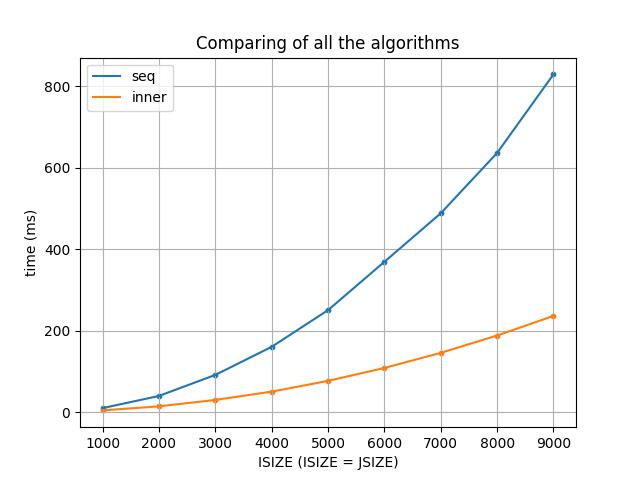 Comparing of all the algorithms
seq
inner
time (ms)
800
600
400
200
0
1000 2000 3000 4000 5000 6000 7000 8000 9000
ISIZE (ISIZE = JSIZE)